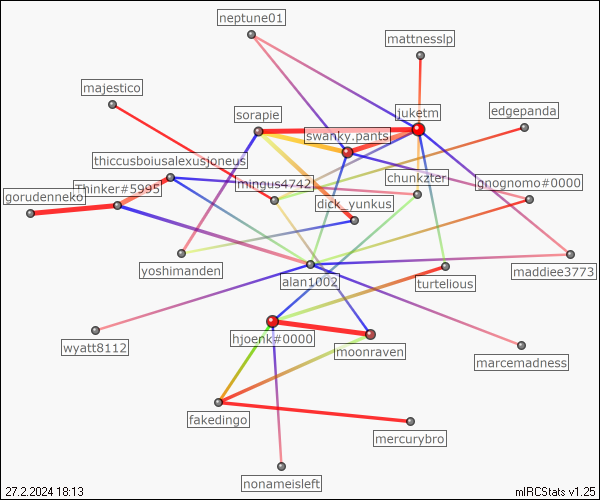 neptune01
mattnesslp
majestico
sorapie
juketm
edgepanda
swanky.pants
thiccusboiusalexusjoneus
mingus4742
chunkzter
gnognomo#0000
gorudenneko
Thinker#5995
dick_yunkus
yoshimanden
alan1002
turtelious
maddiee3773
wyatt8112
hjoenk#0000
moonraven
marcemadness
fakedingo
mercurybro
nonameisleft
27.2.2024 18:13
mIRCStats v1.25